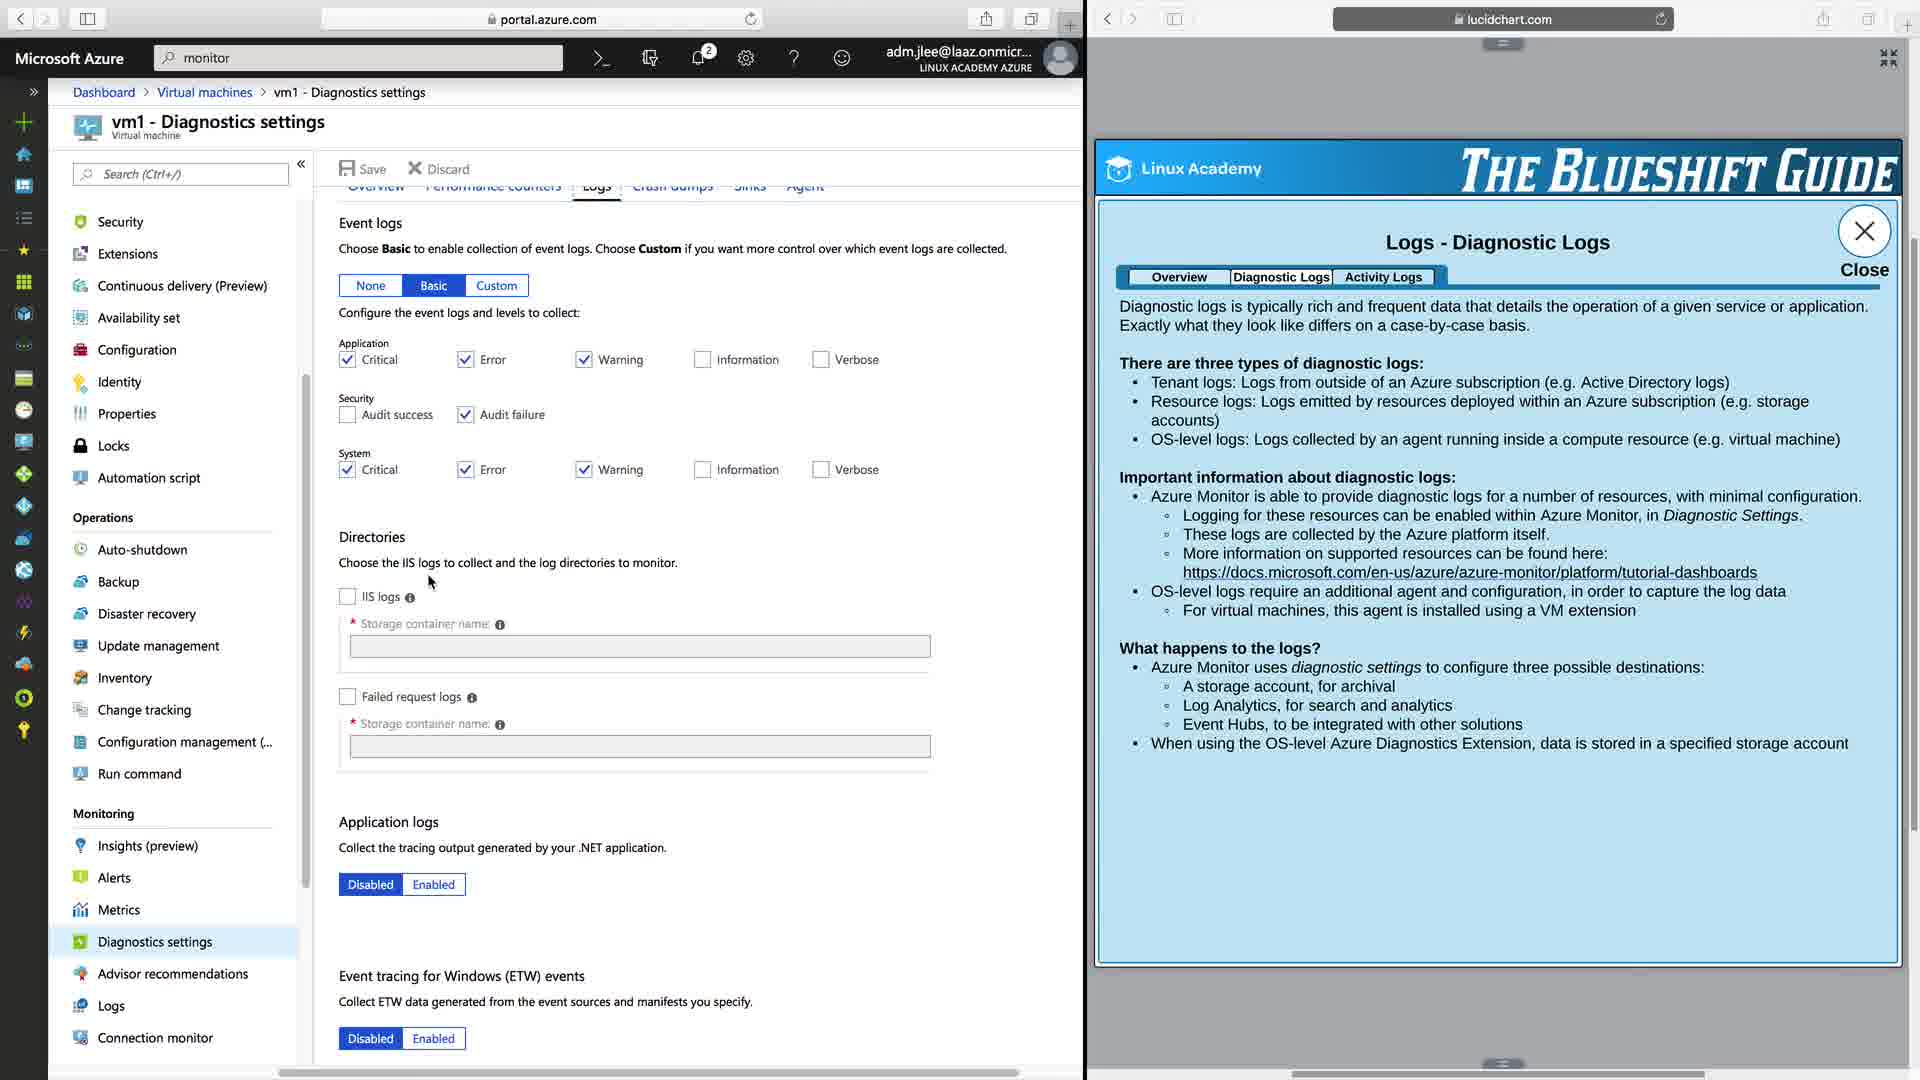 portal.azure.com
Microsoft Azure
monitor
2
adm.jlee@laaz.onmicr...
LINUX ACADEMY AZURE
Dashboard > Virtual machines > vm1 - Diagnostics settings
vm1 - Diagnostics settings
Virtual machine
Search (Ctrl+/)
Security
Extensions
Continuous delivery (Preview)
Availability set
Configuration
Identity
Properties
Locks
Automation script
Operations
Auto-shutdown
Backup
Disaster recovery
Update management
Inventory
Change tracking
Configuration management (...
Run command
Monitoring
Insights (preview)
Alerts
Metrics
Diagnostics settings
Advisor recommendations
Logs
Connection monitor
Save Discard
Overview Performance counters Logs Crash dumps Sinks Agent
Event logs
Choose Basic to enable collection of event logs. Choose Custom if you want more control over which event logs are collected.
None Basic Custom
Configure the event logs and levels to collect:
Application
Critical Error Warning Information Verbose
Security
Audit success Audit failure
System
Critical Error Warning Information Verbose
Directories
Choose the IIS logs to collect and the log directories to monitor.
IIS logs
* Storage container name:
Failed request logs
* Storage container name:
Application logs
Collect the tracing output generated by your .NET application.
Disabled Enabled
Event tracing for Windows (ETW) events
Collect ETW data generated from the event sources and manifests you specify.
Disabled Enabled
lucidchart.com
Linux Academy
THE BLUESHIFT GUIDE
Logs - Diagnostic Logs
Close
Overview Diagnostic Logs Activity Logs
Diagnostic logs is typically rich and frequent data that details the operation of a given service or application.
Exactly what they look like differs on a case-by-case basis.
There are three types of diagnostic logs:
• Tenant logs: Logs from outside of an Azure subscription (e.g. Active Directory logs)
• Resource logs: Logs emitted by resources deployed within an Azure subscription (e.g. storage
accounts)
• OS-level logs: Logs collected by an agent running inside a compute resource (e.g. virtual machine)
Important information about diagnostic logs:
• Azure Monitor is able to provide diagnostic logs for a number of resources, with minimal configuration.
◦ Logging for these resources can be enabled within Azure Monitor, in Diagnostic Settings.
◦ These logs are collected by the Azure platform itself.
◦ More information on supported resources can be found here:
https://docs.microsoft.com/en-us/azure/azure-monitor/platform/tutorial-dashboards
• OS-level logs require an additional agent and configuration, in order to capture the log data
◦ For virtual machines, this agent is installed using a VM extension
What happens to the logs?
• Azure Monitor uses diagnostic settings to configure three possible destinations:
◦ A storage account, for archival
◦ Log Analytics, for search and analytics
◦ Event Hubs, to be integrated with other solutions
• When using the OS-level Azure Diagnostics Extension, data is stored in a specified storage account